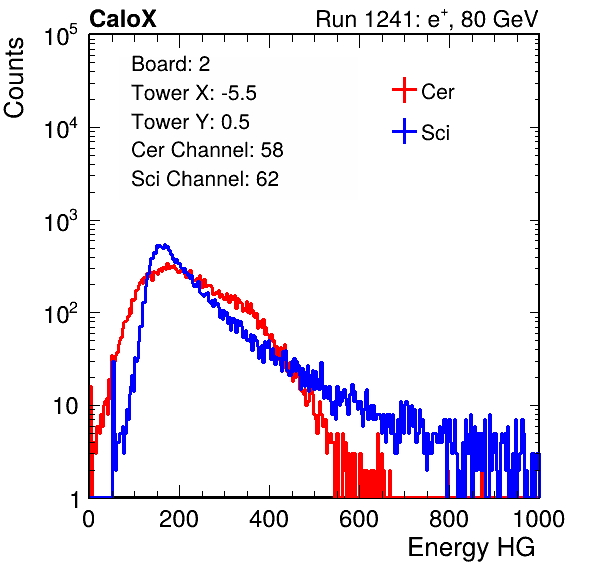 CaloX Run 1241: e⁺, 80 GeV
Counts
10⁵
10⁴
10³
10²
10
1
Board: 2
Tower X: -5.5
Tower Y: 0.5
Cer Channel: 58
Sci Channel: 62
Cer
Sci
0 200 400 600 800 1000
Energy HG